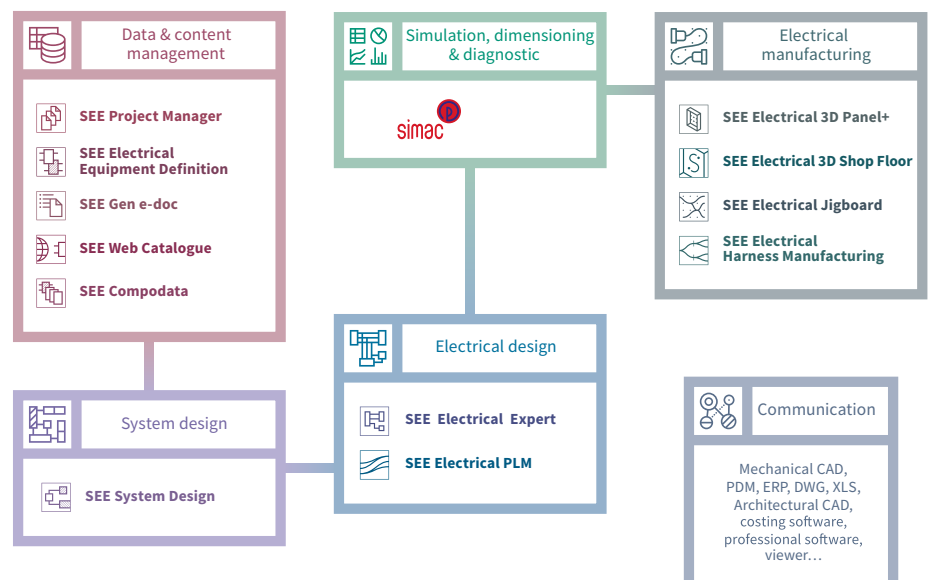 Data & content
management
SEE Project Manager
SEE Electrical
Equipment Definition
SEE Gen e-doc
SEE Web Catalogue
SEE Compodata
System design
SEE System Design
Simulation, dimensioning
& diagnostic
simac
p
Electrical design
SEE Electrical Expert
SEE Electrical PLM
Electrical
manufacturing
SEE Electrical 3D Panel+
SEE Electrical 3D Shop Floor
SEE Electrical Jigboard
SEE Electrical
Harness Manufacturing
Communication
Mechanical CAD,
PDM, ERP, DWG, XLS,
Architectural CAD,
costing software,
professional software,
viewer...